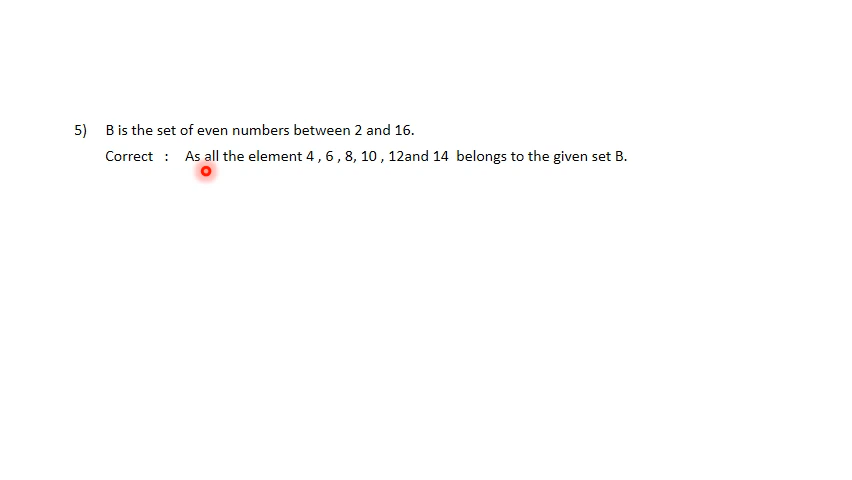 5) B is the set of even numbers between 2 and 16.
Correct : As all the element 4 , 6 , 8, 10 , 12and 14 belongs to the given set B.